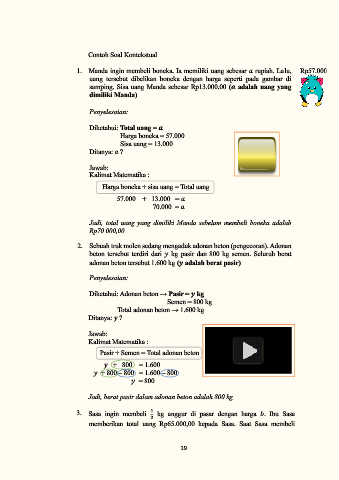 Contoh Soal Kontekstual
1. Manda ingin membeli boneka. Ia memiliki uang sebesar a rupiah. Lalu,
Rp57.000
uang tersebut dibelikan boneka dengan harga seperti pada gambar di
samping. Sisa uang Manda sebesar Rp13.000,00 (a adalah uang yang
dimiliki Manda)
Penyelesaian:
Diketahui: Total uang = a
Harga boneka = 57.000
Sisa uang = 13.000
Ditanya: a ?
Jawab:
Kalimat Matematika :
Harga boneka + sisa uang = Total uang
57.000 + 13.000 = a
70.000 = a
Jadi, total uang yang dimiliki Manda sebelum membeli boneka adalah
Rp70 000,00
2. Sebuah truk molen sedang mengaduk adonan beton (pengecoran). Adonan
beton tersebut terdiri dari y kg pasir dan 800 kg semen. Seluruh berat
adonan beton tersebut 1.600 kg (y adalah berat pasir)
Penyelesaian:
Diketahui: Adonan beton → Pasir = y kg
Semen = 800 kg
Total adonan beton → 1.600 kg
Ditanya: y ?
Jawab:
Kalimat Matematika :
Pasir + Semen = Total adonan beton
y + 800 = 1.600
y + 800 − 800 = 1.600 − 800
y = 800
Jadi, berat pasir dalam adonan beton adalah 800 kg
3. Sasa ingin membeli kg anggur di pasar dengan harga b. Ibu Sasa
memberikan total uang Rp65.000,00 kepada Sasa. Saat Sasa membeli
19